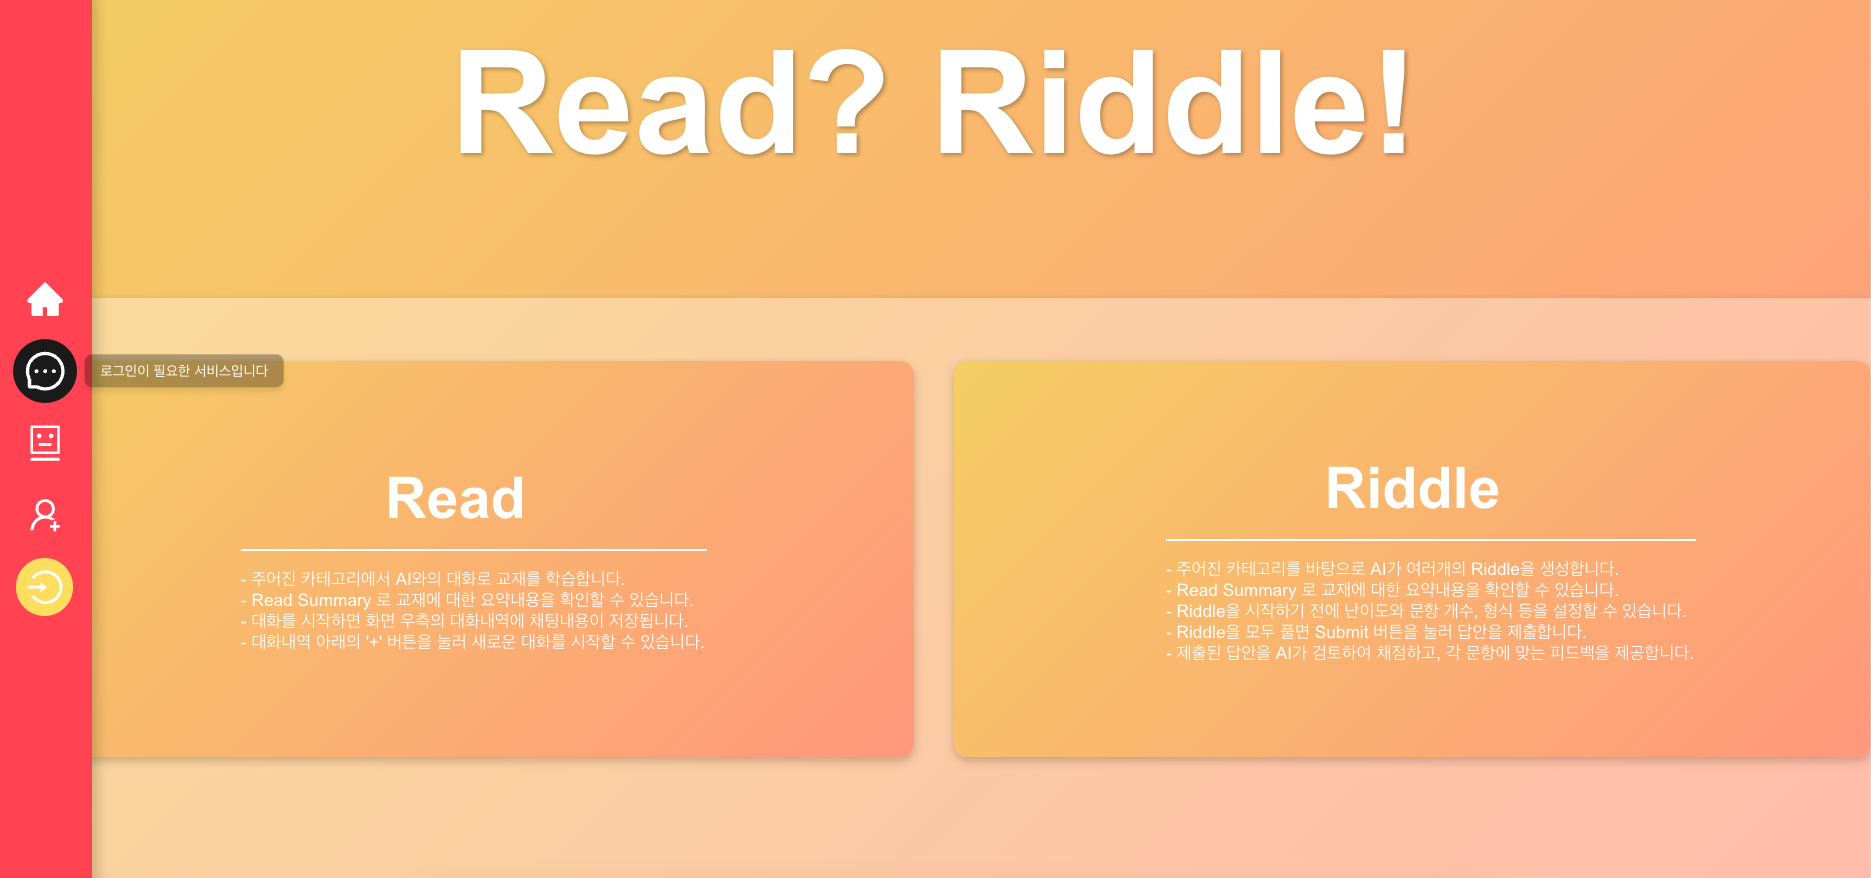 Read? Riddle!
로그인이 필요한 서비스입니다
Read
- 주어진 카테고리에서 AI와의 대화로 교재를 학습합니다.
- Read Summary 로 교재에 대한 요약내용을 확인할 수 있습니다.
- 대화를 시작하면 화면 우측의 대화내역에 채팅내용이 저장됩니다.
- 대화내역 아래의 '+' 버튼을 눌러 새로운 대화를 시작할 수 있습니다.
Riddle
- 주어진 카테고리를 바탕으로 AI가 여러개의 Riddle을 생성합니다.
- Read Summary 로 교재에 대한 요약내용을 확인할 수 있습니다.
- Riddle을 시작하기 전에 난이도와 문항 개수, 형식 등을 설정할 수 있습니다.
- Riddle을 모두 풀면 Submit 버튼을 눌러 답안을 제출합니다.
- 제출된 답안을 AI가 검토하여 채점하고, 각 문항에 맞는 피드백을 제공합니다.